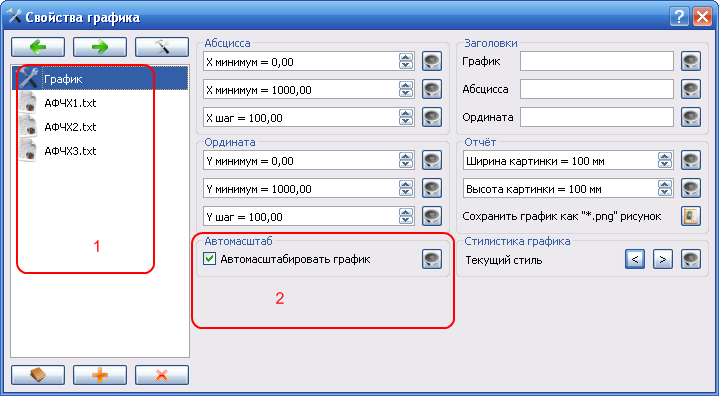 Свойства графика
График
АФЧХ1.txt
АФЧХ2.txt
АФЧХ3.txt
1
Абсцисса
X минимум = 0,00
X минимум = 1000,00
X шаг = 100,00
Ордината
Y минимум = 0,00
Y минимум = 1000,00
Y шаг = 100,00
Автомасштаб
Автомасштабировать график
2
Заголовки
График
Абсцисса
Ордината
Отчёт
Ширина картинки = 100 мм
Высота картинки = 100 мм
Сохранить график как "*.png" рисунок
Стилистика графика
Текущий стиль < >